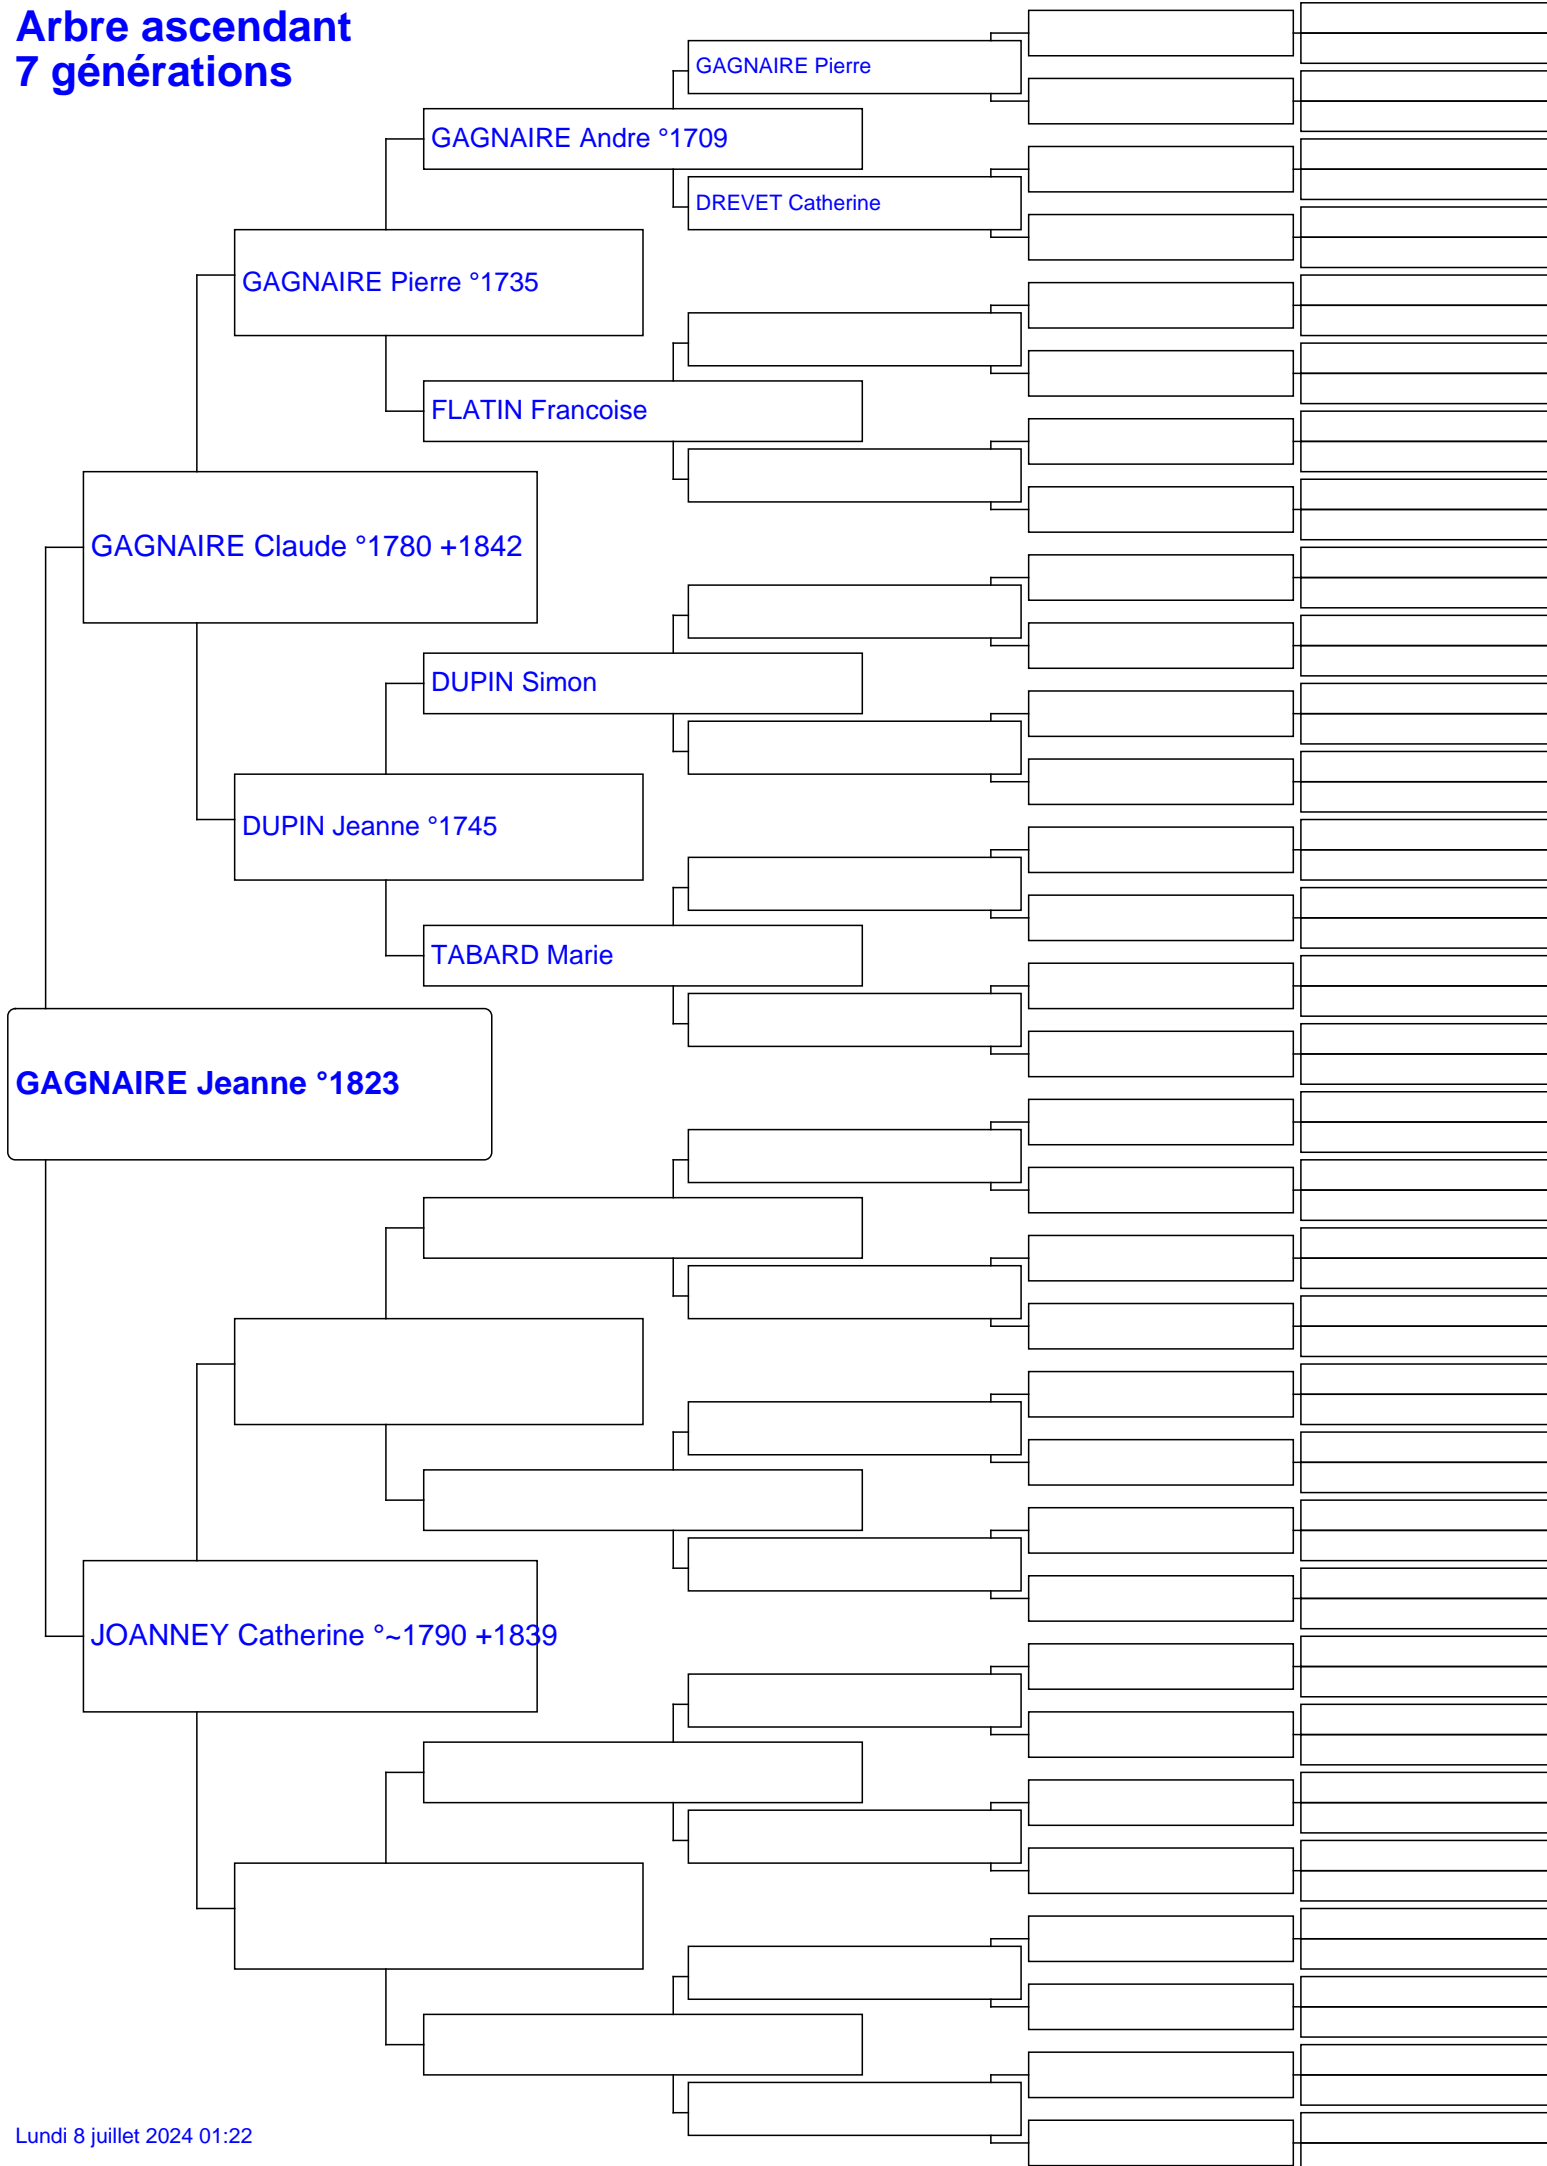 Arbre ascendant
7 générations
GAGNAIRE Pierre
GAGNAIRE Andre °1709
DREVET Catherine
GAGNAIRE Pierre °1735
FLATIN Francoise
GAGNAIRE Claude °1780 +1842
DUPIN Simon
DUPIN Jeanne °1745
TABARD Marie
GAGNAIRE Jeanne °1823
JOANNEY Catherine °~1790 +1839
Lundi 8 juillet 2024 01:22